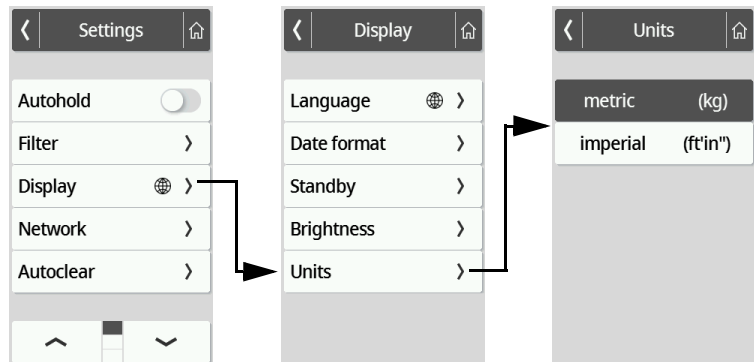 Settings
Autohold
Filter
Display
Network
Autoclear
Display
Language
Date format
Standby
Brightness
Units
Units
metric (kg)
imperial (ft'in")